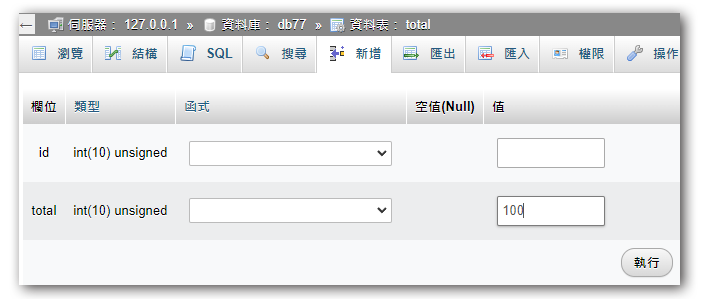 ← 伺服器： 127.0.0.1 » 資料庫： db77 » 資料表： total
瀏覽 結構 SQL 搜尋 新增 匯出 匯入 權限 操作
欄位 類型 函式 空值(Null) 值
id int(10) unsigned
total int(10) unsigned 100
執行